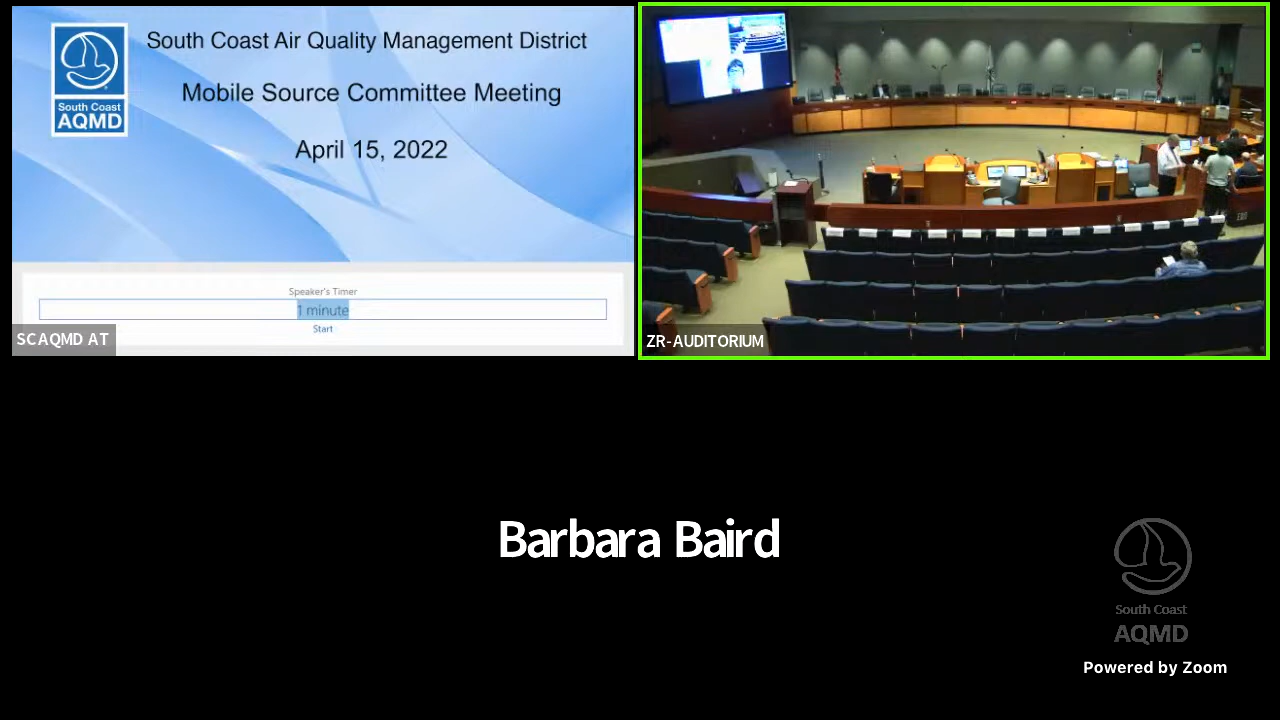 South Coast Air Quality Management District
Mobile Source Committee Meeting
April 15, 2022
South Coast
AQMD
Speaker's Timer
1 minute
Start
SCAQMD AT
ZR-AUDITORIUM
Barbara Baird
South Coast
AQMD
Powered by Zoom